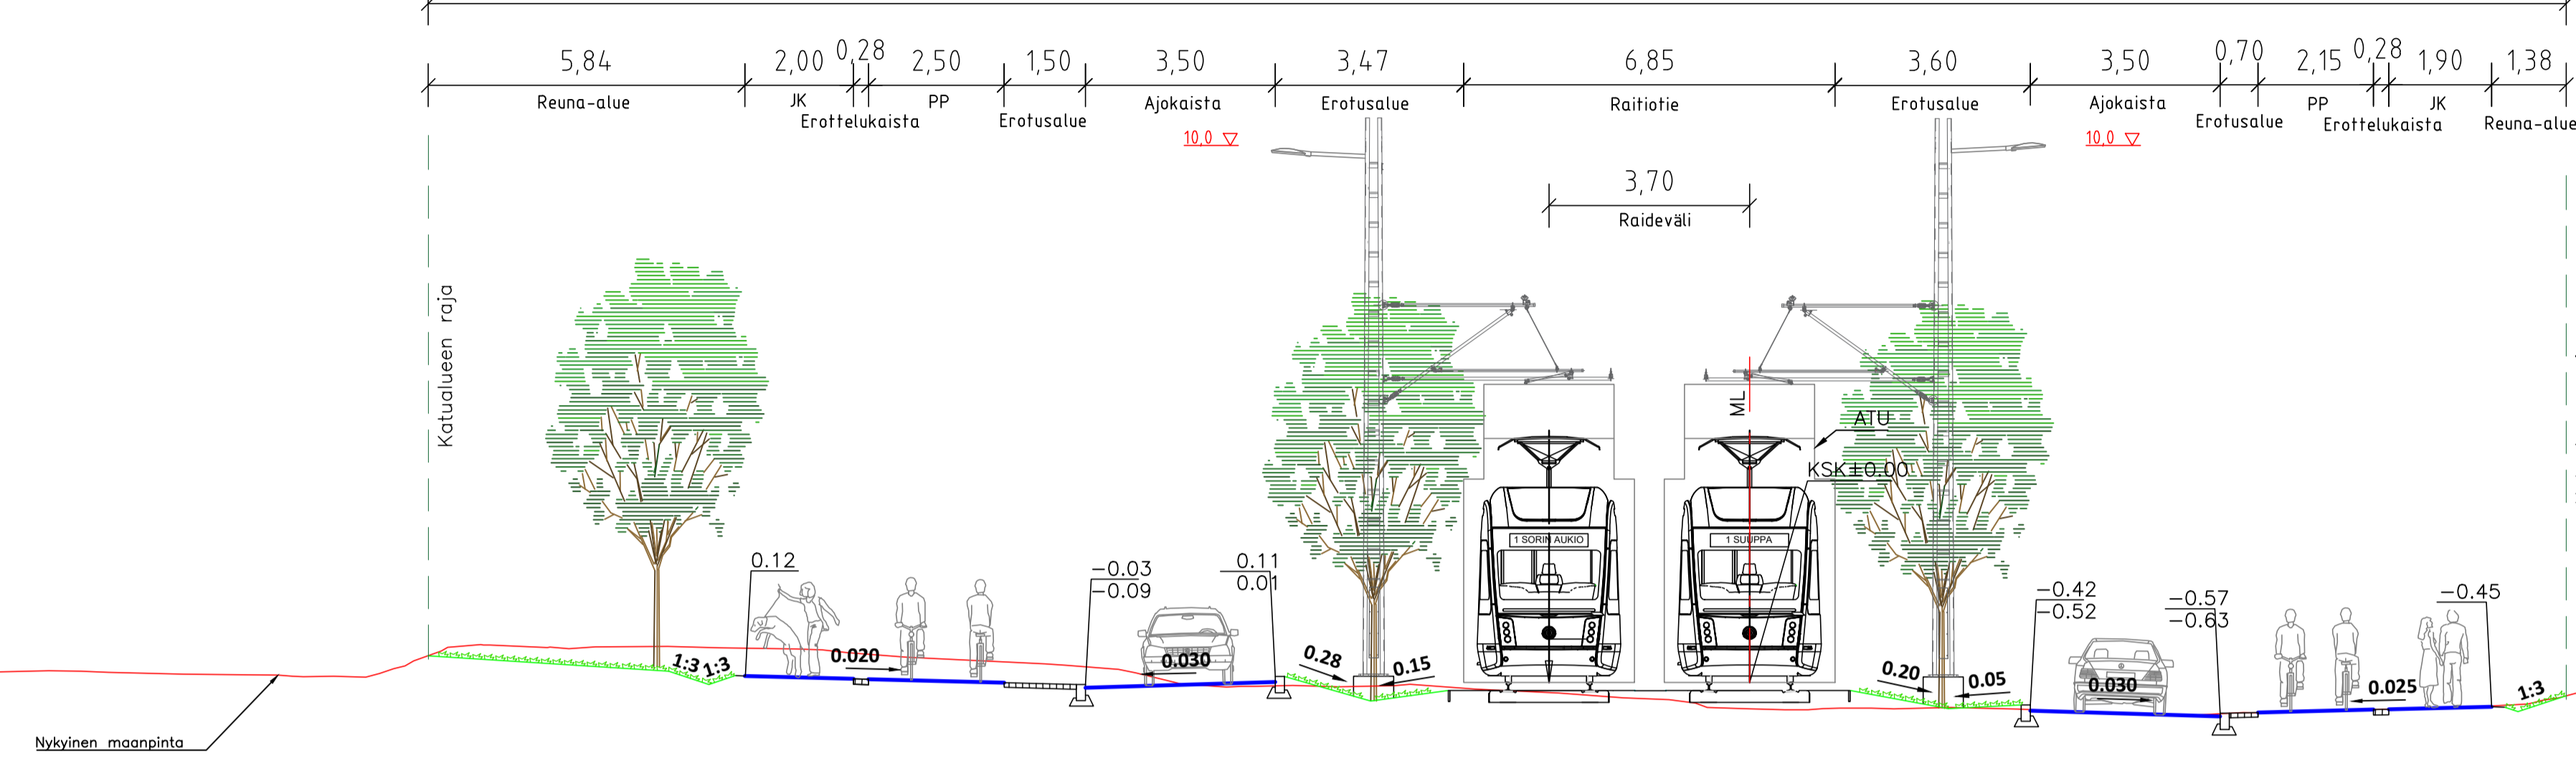 5,84 2,00 0,28 2,50 1,50 3,50 3,47 6,85 3,60 3,50 0,70 2,15 0,28 1,90 1,38
Reuna-alue JK PP Ajokaista Erotusalue Raitiotie Erotusalue Ajokaista PP JK
Erottelukaista Erotusalue Erotusalue Erottelukaista Reuna-alue
10,0 10,0
3,70
Raideväli
Katualueen raja
ML
ATU
KSK±0.00
1 SORIN AUKIO 1 SUUPPA
0.12
-0.03
-0.09
0.11
0.01
-0.42
-0.52
-0.57
-0.63
-0.45
1:3 1:3 0.020 0.030 0.28 0.15 0.20 0.05 0.030 0.025 1:3
Nykyinen maanpinta